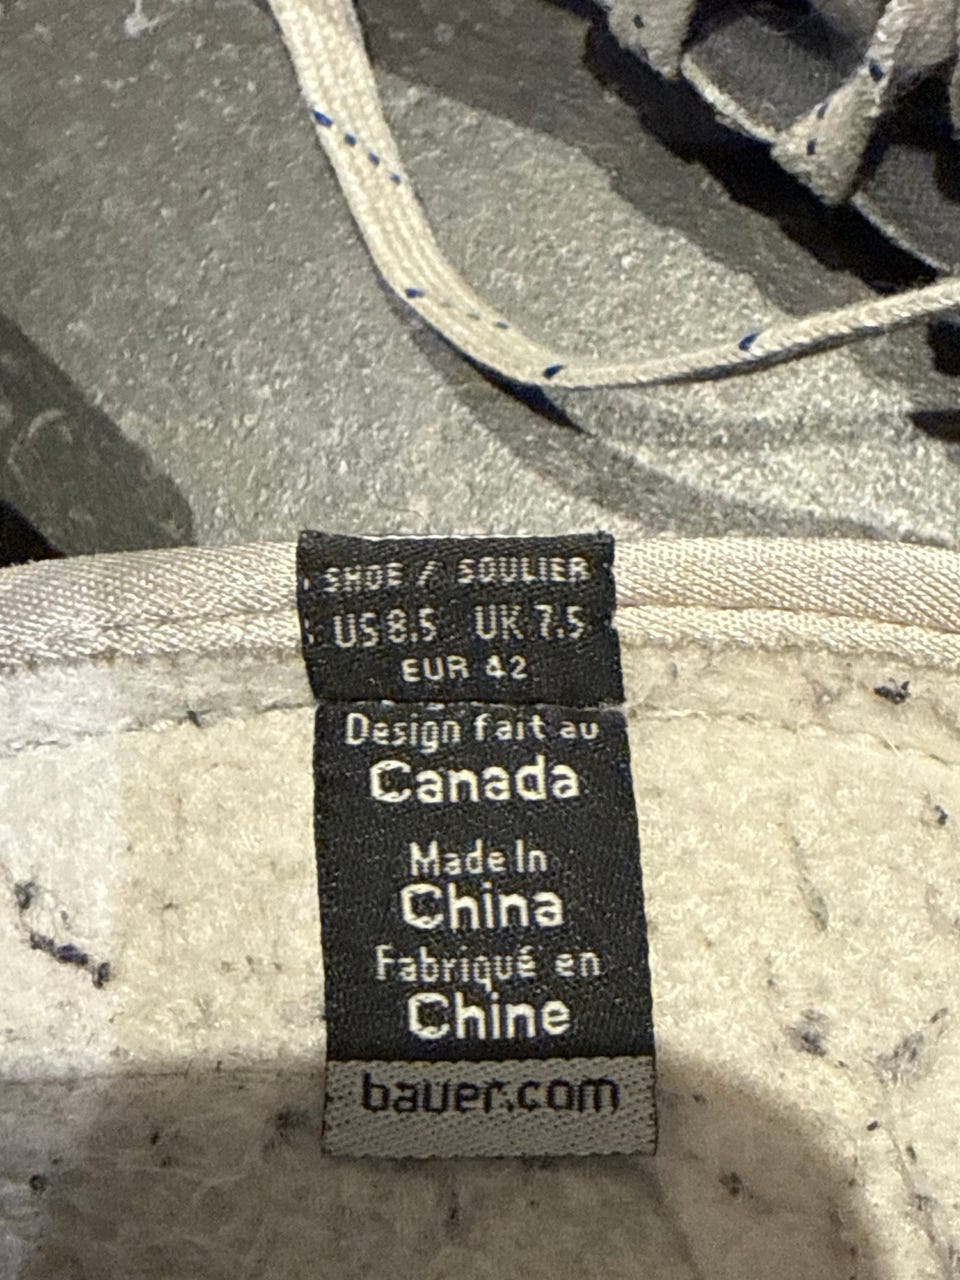 SHOE / SOULIER
US 8.5 UK 7.5
EUR 42
Design fait au
Canada
Made In
China
Fabriqué en
Chine
bauer.com